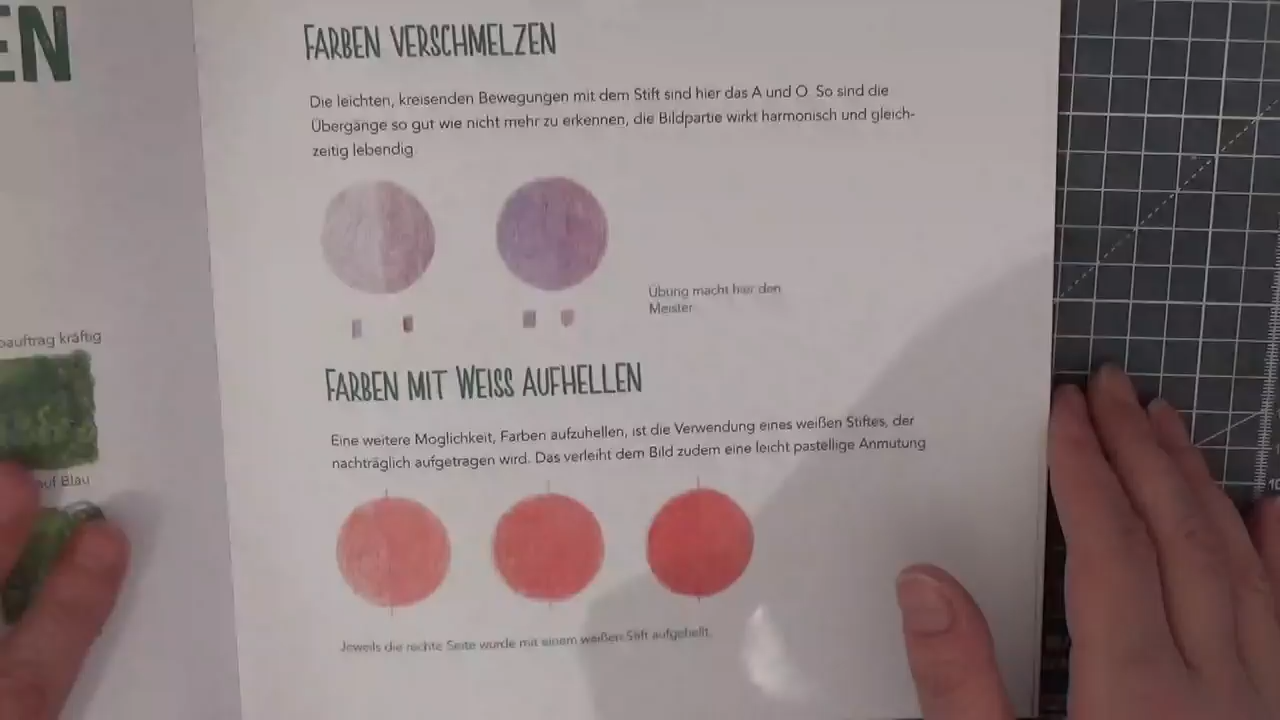 EN
oauftrag kräftig
auf Blau
FARBEN VERSCHMELZEN
Die leichten, kreisenden Bewegungen mit dem Stift sind hier das A und O. So sind die
Übergänge so gut wie nicht mehr zu erkennen, die Bildpartie wirkt harmonisch und gleich-
zeitig lebendig.
Übung macht hier den
Meister.
FARBEN MIT WEISS AUFHELLEN
Eine weitere Möglichkeit, Farben aufzuhellen, ist die Verwendung eines weißen Stiftes, der
nachträglich aufgetragen wird. Das verleiht dem Bild zudem eine leicht pastellige Anmutung
Jeweils die rechte Seite wurde mit einem weißen Stift aufgehellt.
10